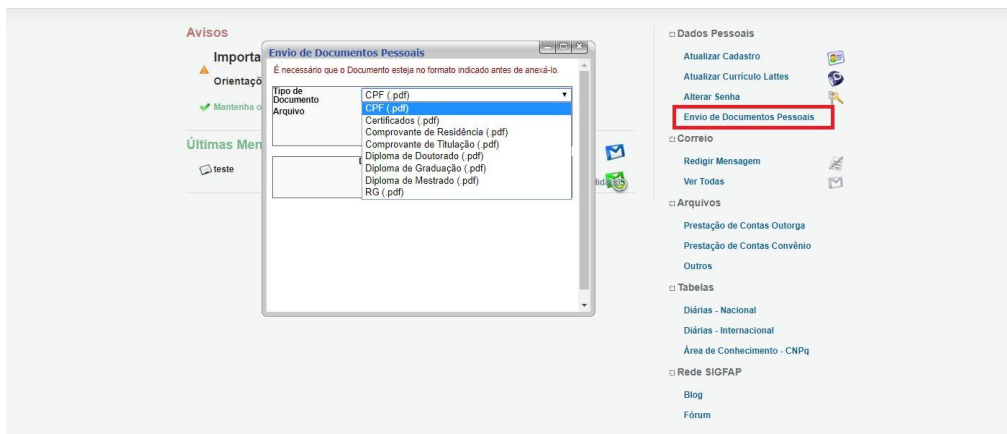 Avisos
Importa
Orientaçõ
Mantenha o
Últimas Men
teste
Envio de Documentos Pessoais
É necessário que o Documento esteja no formato indicado antes de anexá-lo.
Tipo de
Documento
CPF (.pdf)
Arquivo
CPF (.pdf)
Certificados (.pdf)
Comprovante de Residência (.pdf)
Comprovante de Titulação (.pdf)
Diploma de Doutorado (.pdf)
Diploma de Graduação (.pdf)
Diploma de Mestrado (.pdf)
RG (.pdf)
Dados Pessoais
Atualizar Cadastro
Atualizar Currículo Lattes
Alterar Senha
Envio de Documentos Pessoais
Correio
Redigir Mensagem
Ver Todas
Arquivos
Prestação de Contas Outorga
Prestação de Contas Convênio
Outros
Tabelas
Diárias - Nacional
Diárias - Internacional
Área de Conhecimento - CNPq
Rede SIGFAP
Blog
Fórum